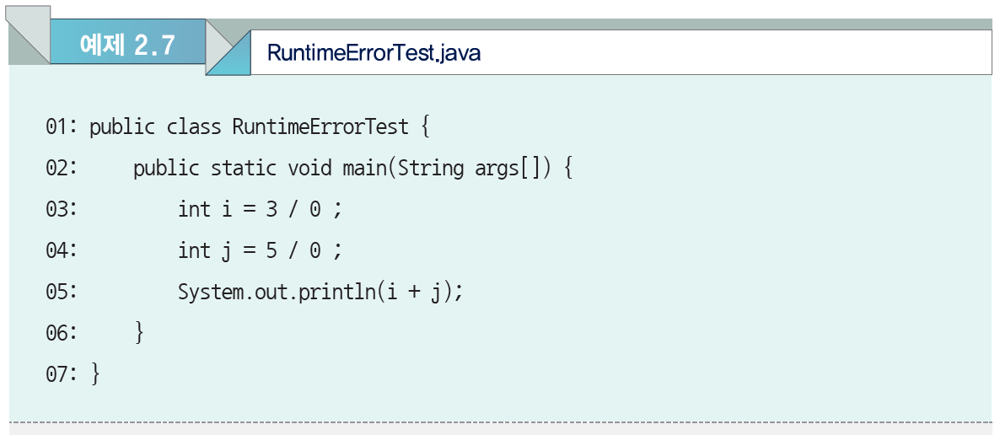 예제 2.7
RuntimeErrorTest.java
01: public class RuntimeErrorTest {
02:     public static void main(String args[]) {
03:         int i = 3 / 0 ;
04:         int j = 5 / 0 ;
05:         System.out.println(i + j);
06:     }
07: }